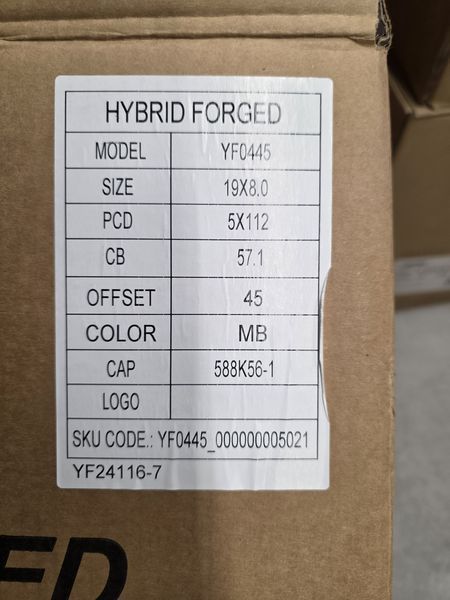 HYBRID FORGED
MODEL YF0445
SIZE 19X8.0
PCD 5X112
CB 57.1
OFFSET 45
COLOR MB
CAP 588K56-1
LOGO
SKU CODE.: YF0445_000000005021
YF24116-7
ED